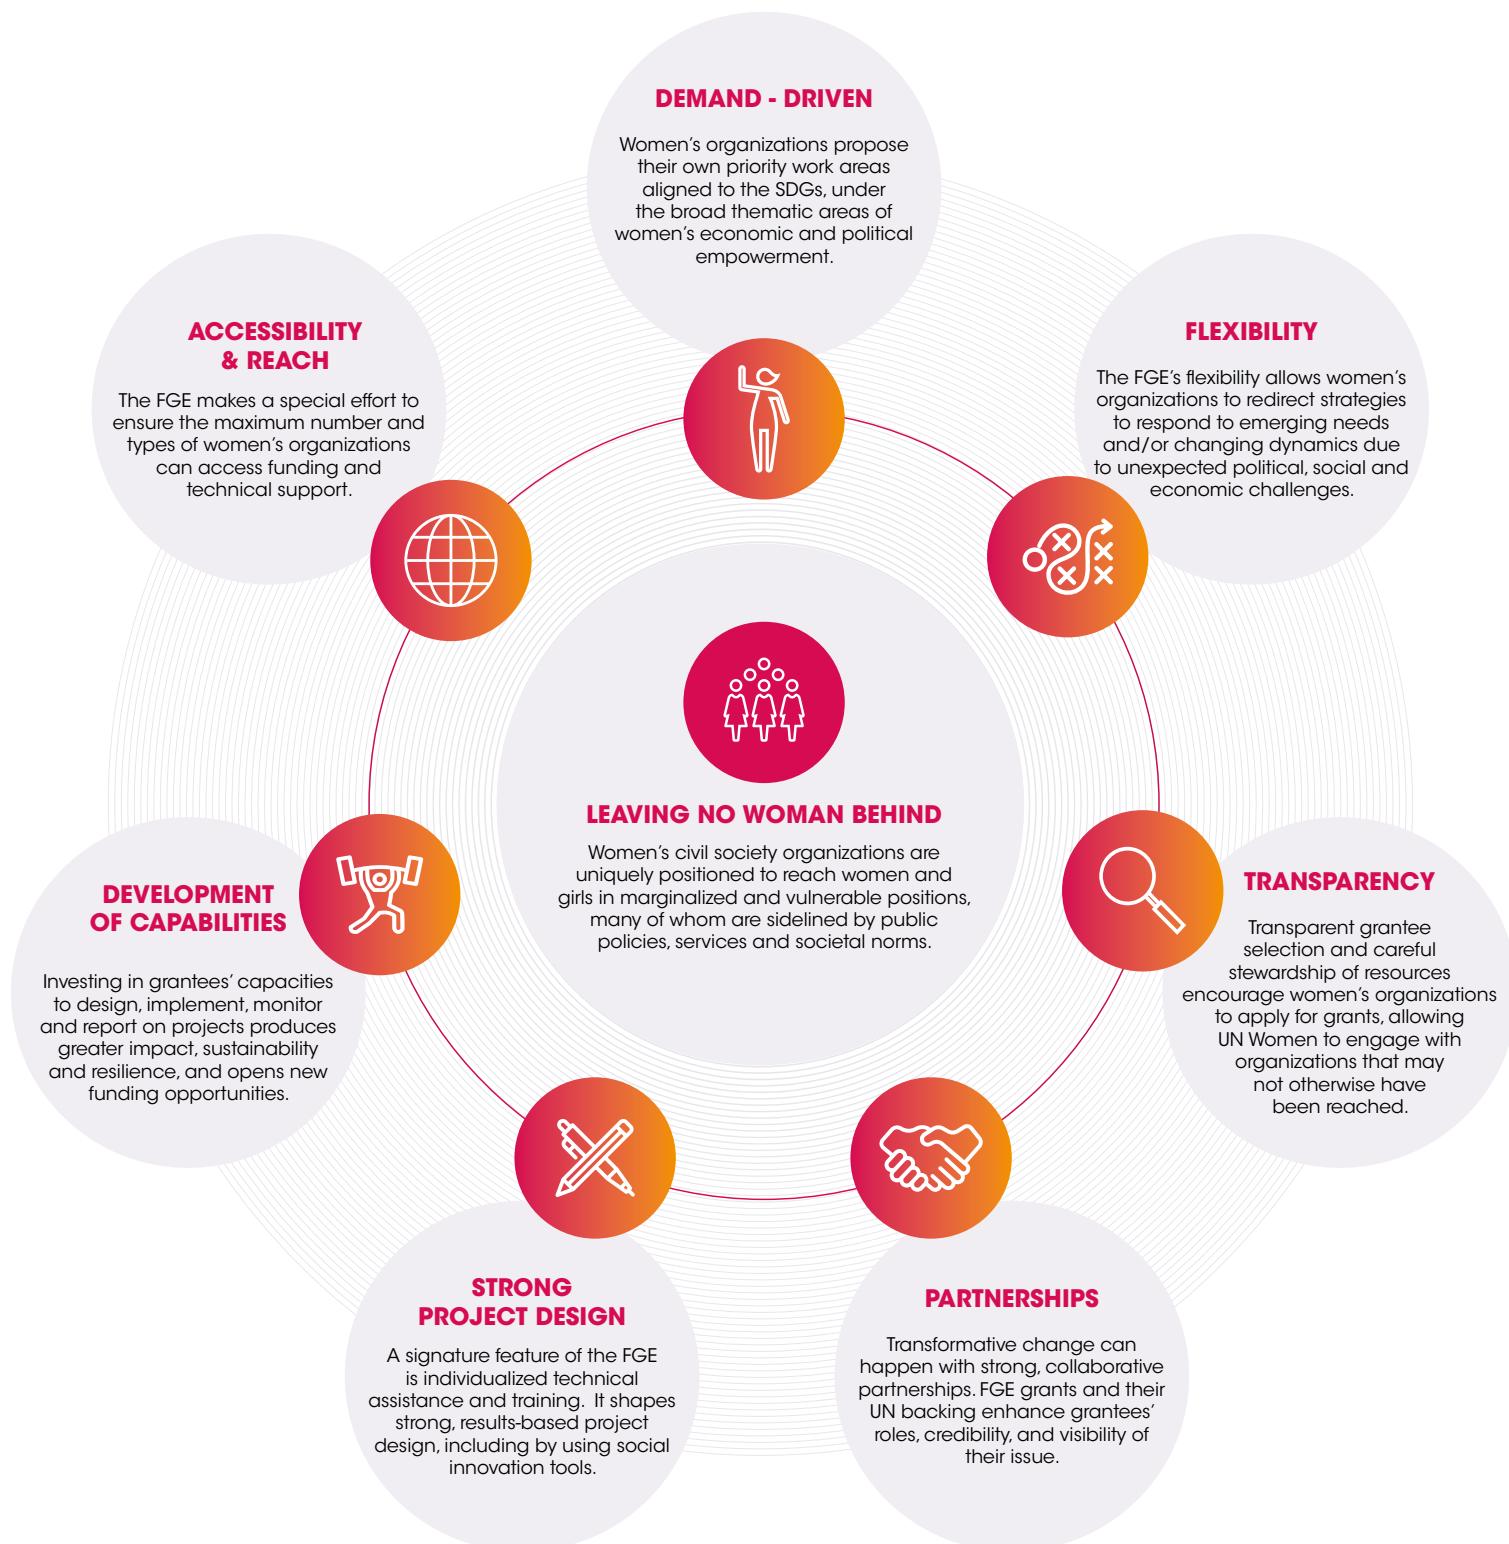 DEMAND - DRIVEN
Women's organizations propose
their own priority work areas
aligned to the SDGs, under
the broad thematic areas of
women's economic and political
empowerment.
ACCESSIBILITY
& REACH
The FGE makes a special effort to
ensure the maximum number and
types of women's organizations
can access funding and
technical support.
FLEXIBILITY
The FGE's flexibility allows women's
organizations to redirect strategies
to respond to emerging needs
and/or changing dynamics due
to unexpected political, social and
economic challenges.
LEAVING NO WOMAN BEHIND
Women's civil society organizations are
uniquely positioned to reach women and
girls in marginalized and vulnerable positions,
many of whom are sidelined by public
policies, services and societal norms.
DEVELOPMENT
OF CAPABILITIES
Investing in grantees' capacities
to design, implement, monitor
and report on projects produces
greater impact, sustainability
and resilience, and opens new
funding opportunities.
TRANSPARENCY
Transparent grantee
selection and careful
stewardship of resources
encourage women's organizations
to apply for grants, allowing
UN Women to engage with
organizations that may
not otherwise have
been reached.
STRONG
PROJECT DESIGN
A signature feature of the FGE
is individualized technical
assistance and training. It shapes
strong, results-based project
design, including by using social
innovation tools.
PARTNERSHIPS
Transformative change can
happen with strong, collaborative
partnerships. FGE grants and their
UN backing enhance grantees'
roles, credibility, and visibility of
their issue.